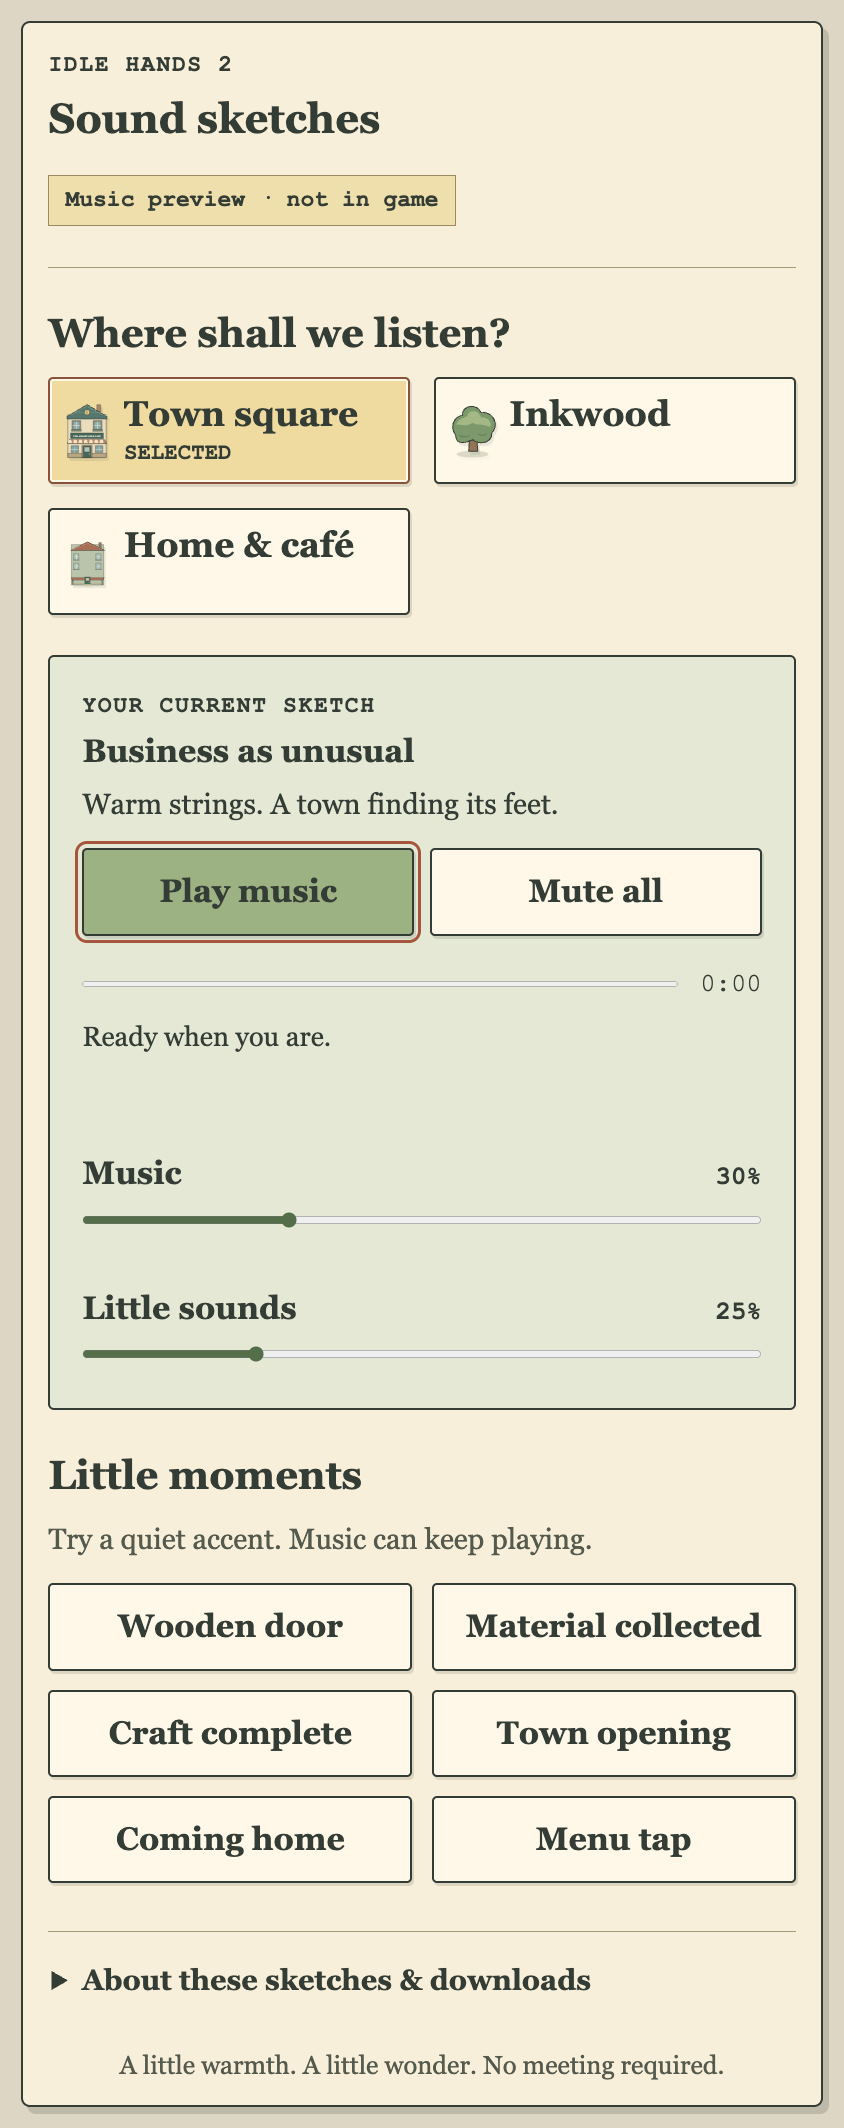 IDLE HANDS 2
Sound sketches
Music preview · not in game
Where shall we listen?
Town square
SELECTED
Inkwood
Home & café
YOUR CURRENT SKETCH
Business as unusual
Warm strings. A town finding its feet.
Play music
Mute all
0:00
Ready when you are.
Music
30%
Little sounds
25%
Little moments
Try a quiet accent. Music can keep playing.
Wooden door
Material collected
Craft complete
Town opening
Coming home
Menu tap
About these sketches & downloads
A little warmth. A little wonder. No meeting required.